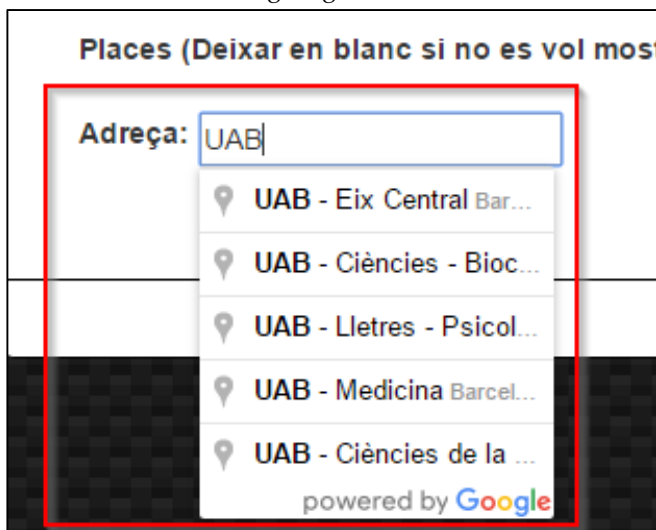 Places (Deixar en blanc si no es vol most
Adreça: UAB
UAB - Eix Central Bar...
UAB - Ciències - Bioc...
UAB - Lletres - Psicol...
UAB - Medicina Barcel...
UAB - Ciències de la ...
powered by Google